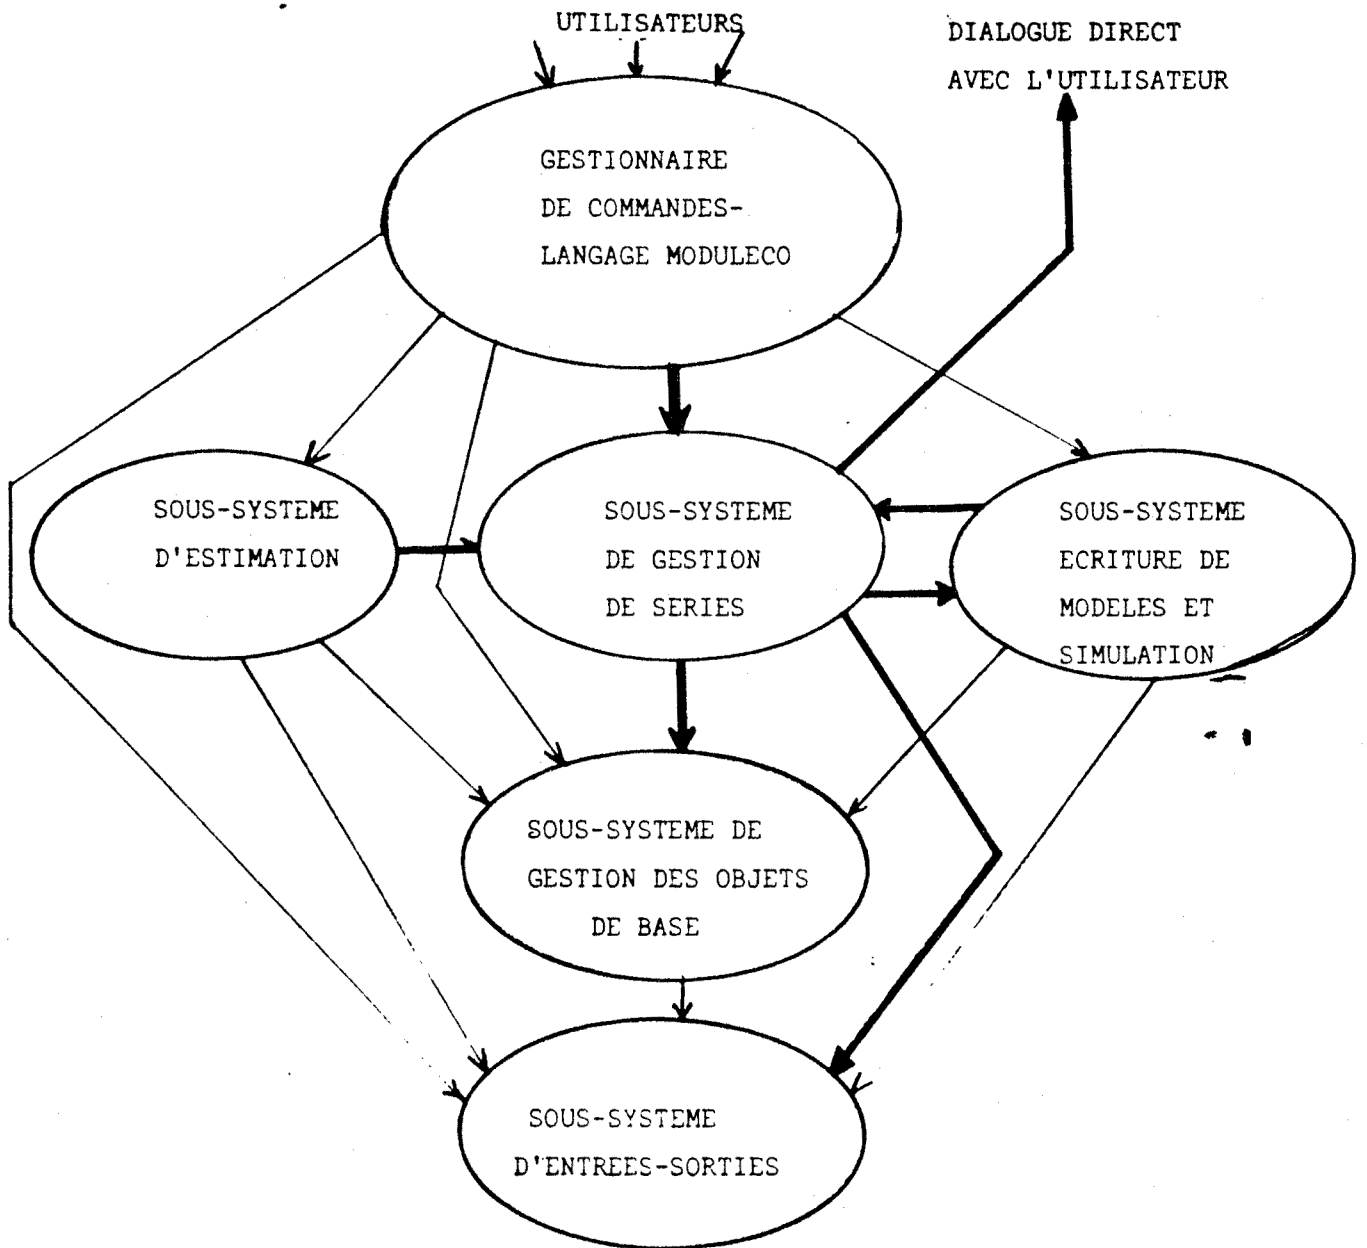 UTILISATEURS
DIALOGUE DIRECT
AVEC L'UTILISATEUR
GESTIONNAIRE
DE COMMANDES-
LANGAGE MODULECO
SOUS-SYSTEME
D'ESTIMATION
SOUS-SYSTEME
DE GESTION
DE SERIES
SOUS-SYSTEME
ECRITURE DE
MODELES ET
SIMULATION
SOUS-SYSTEME DE
GESTION DES OBJETS
DE BASE
SOUS-SYSTEME
D'ENTREES-SORTIES